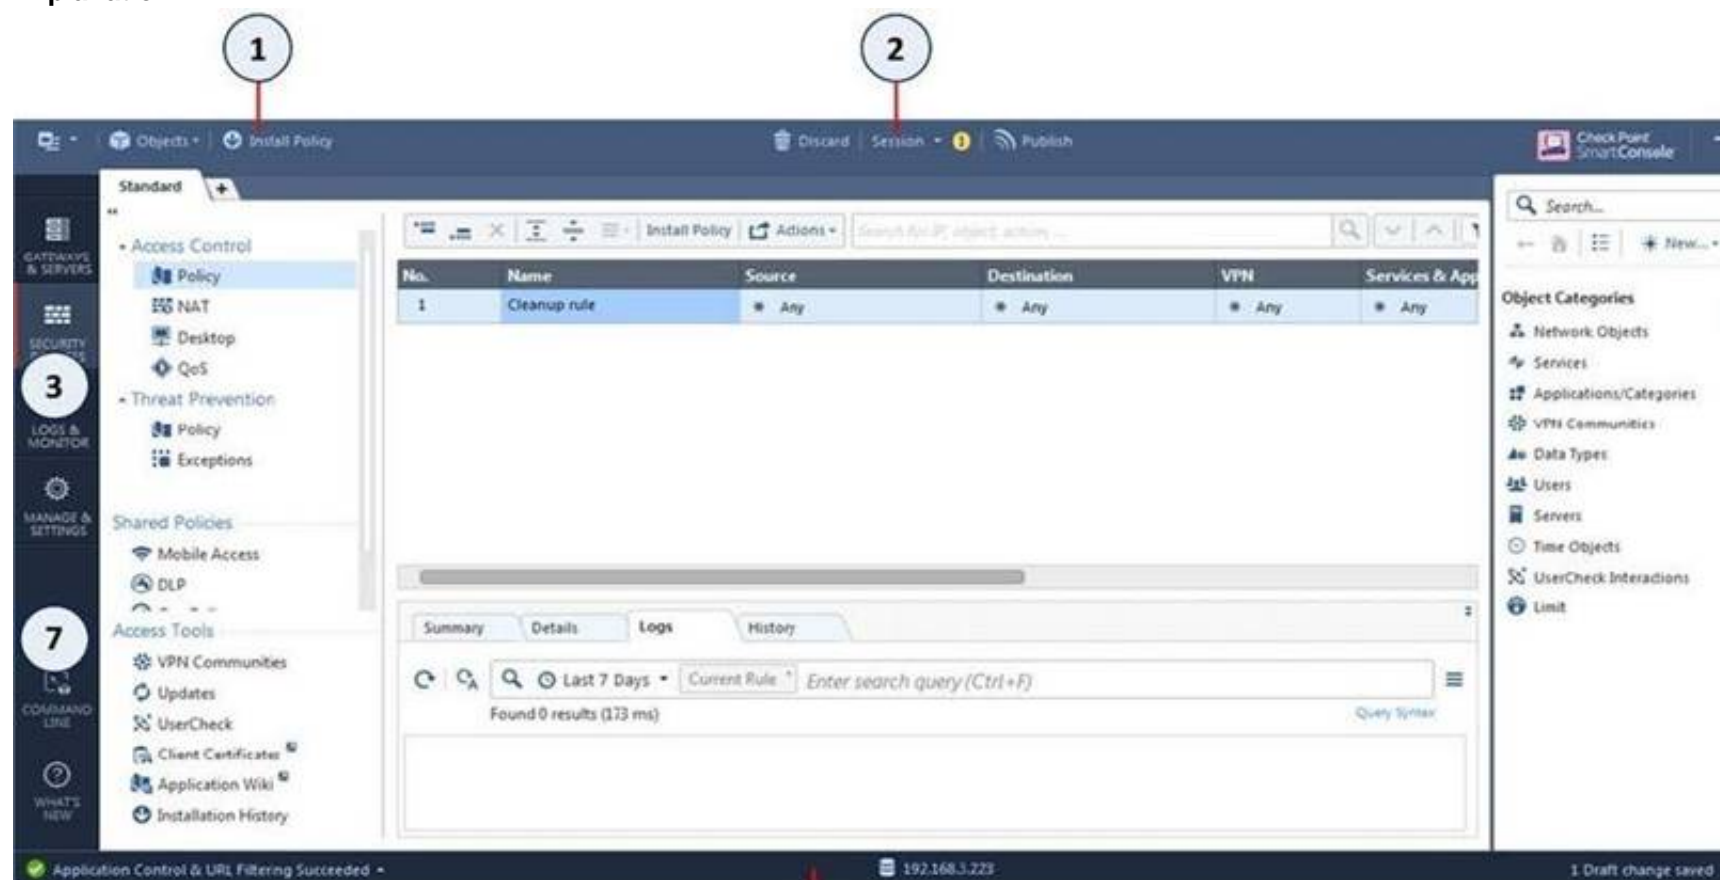 1
2
Objects
Install Policy
Discard
Session
Publish
Check Point
SmartConsole
Standard
+
GATEWAYS
& SERVERS
SECURITY
3
LOGS &
MONITOR
MANAGE &
SETTINGS
7
COMMAND
LINE
WHAT'S
NEW
Access Control
Policy
NAT
Desktop
QoS
Threat Prevention
Policy
Exceptions
Shared Policies
Mobile Access
DLP
Access Tools
VPN Communities
Updates
UserCheck
Client Certificates
Application Wiki
Installation History
Install Policy
Actions
Search for IP, object, action, ...
No. Name Source Destination VPN Services & App
1 Cleanup rule Any Any Any Any
Summary
Details
Logs
History
Last 7 Days
Current Rule
Enter search query (Ctrl+F)
Found 0 results (173 ms)
Query Syntax
Search...
New...
Object Categories
Network Objects
Services
Applications/Categories
VPN Communities
Data Types
Users
Servers
Time Objects
UserCheck Interactions
Limit
Application Control & URL Filtering Succeeded
192.168.3.223
1 Draft change saved